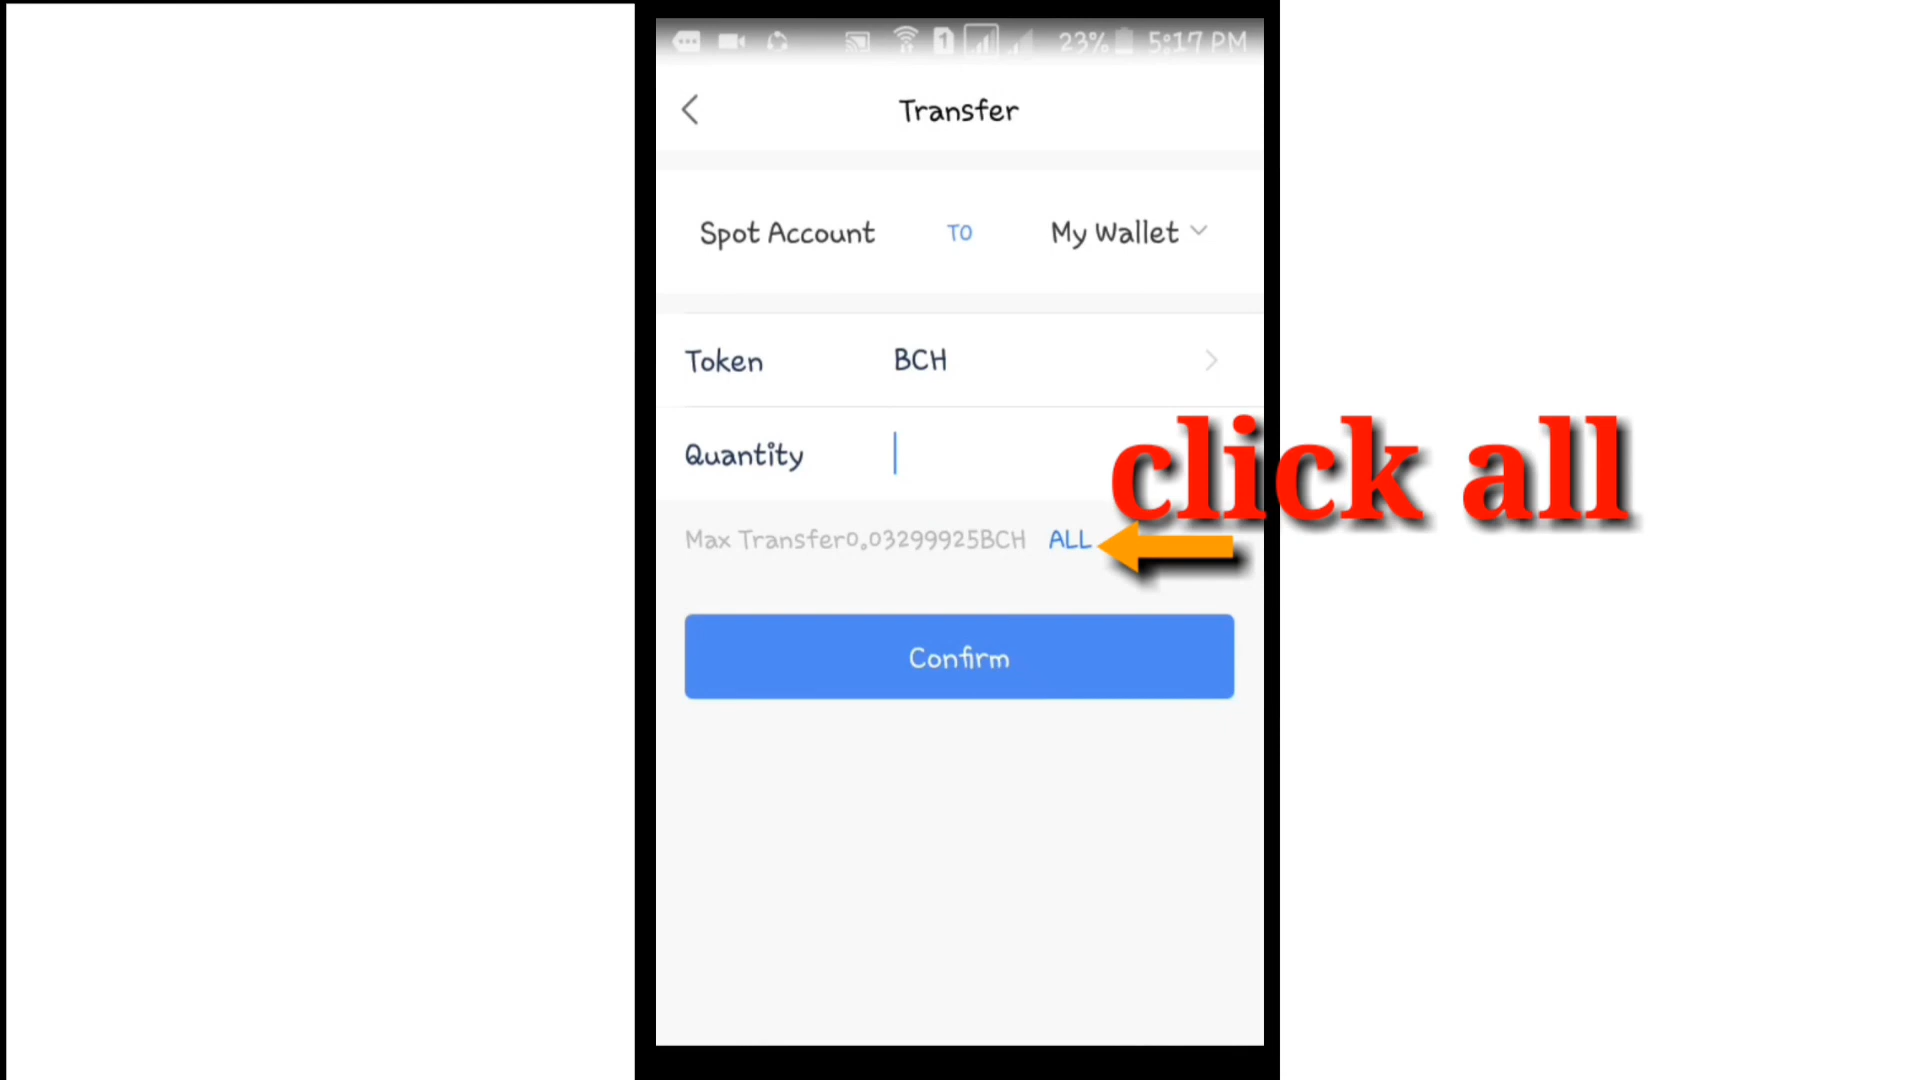 1 23% 5:17 PM
Transfer
Spot Account TO My Wallet
Token BCH
Quantity
click all
Max Transfer0.03299925BCH ALL
Confirm